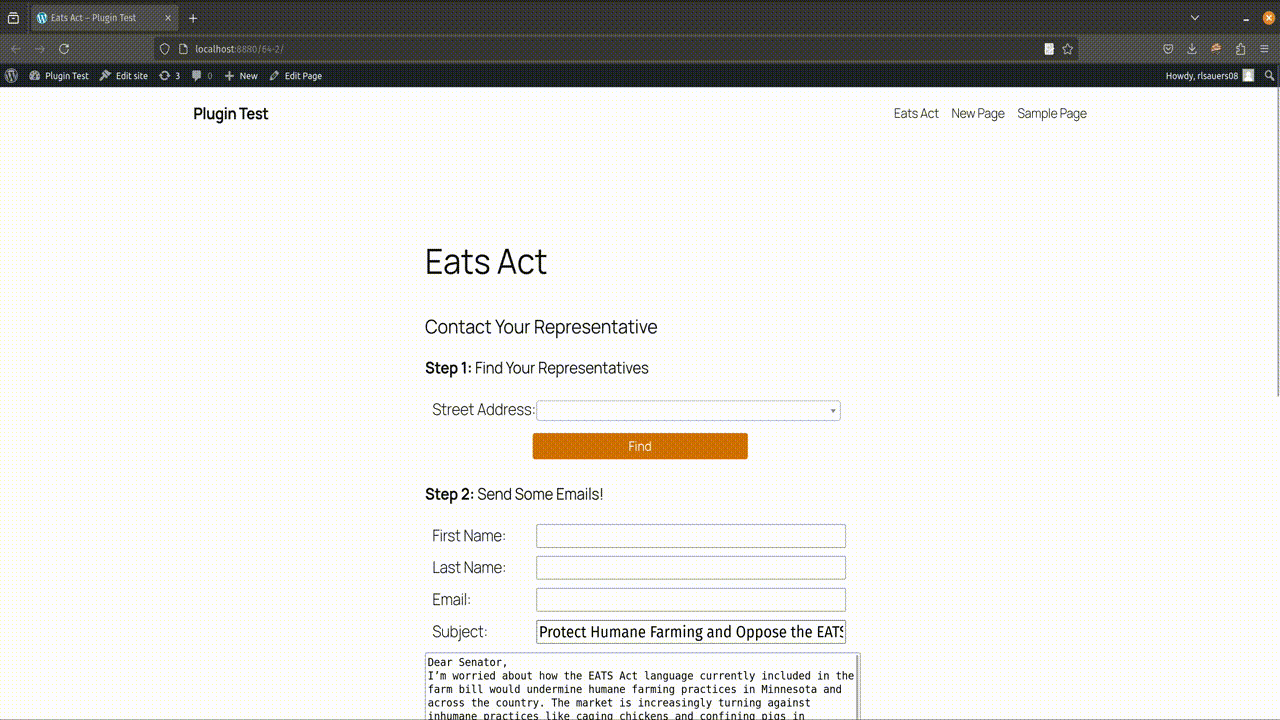 Eats Act – Plugin Test
localhost:8880/64-2/
Plugin Test Edit site 3 0 New Edit Page Howdy, rlsauers08
Plugin Test Eats Act New Page Sample Page
Eats Act
Contact Your Representative
Step 1: Find Your Representatives
Street Address:
Find
Step 2: Send Some Emails!
First Name:
Last Name:
Email:
Subject: Protect Humane Farming and Oppose the EATS
Dear Senator,
I’m worried about how the EATS Act language currently included in the
farm bill would undermine humane farming practices in Minnesota and
across the country. The market is increasingly turning against
inhumane practices like caging chickens and confining pigs in